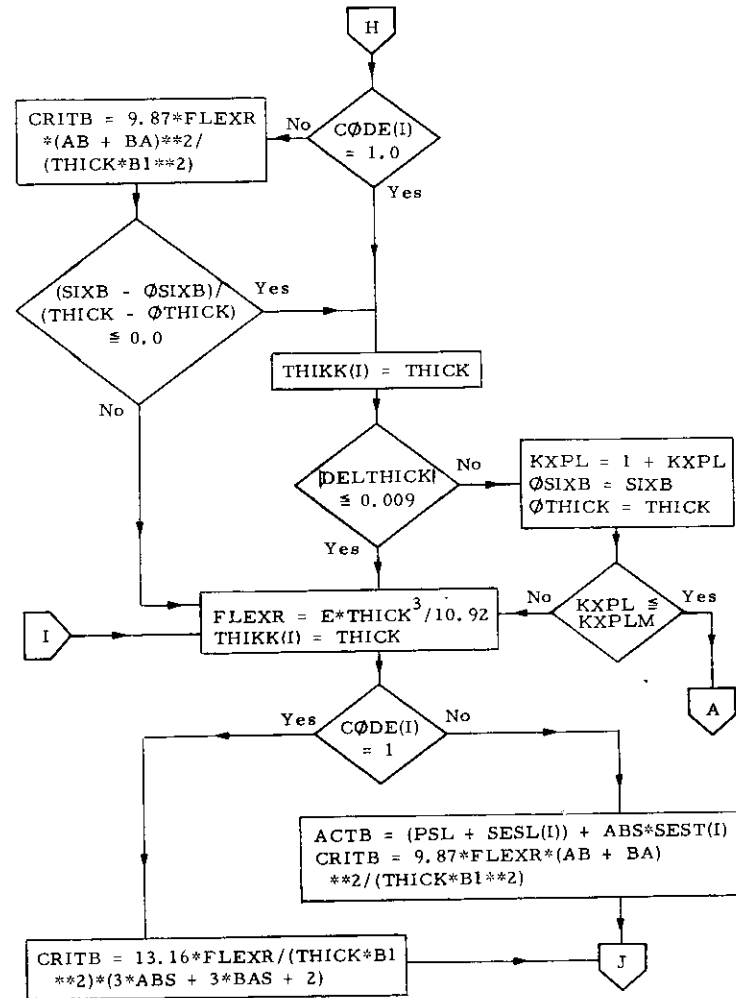 H
CØDE(I)
= 1.0
No
Yes
CRITB = 9.87*FLEXR
*(AB + BA)**2/
(THICK*B1**2)
(SIXB - ØSIXB)/
(THICK - ØTHICK)
≦ 0.0
Yes
No
THIKK(I) = THICK
|DELTHICK|
≦ 0.009
No
Yes
KXPL = 1 + KXPL
ØSIXB = SIXB
ØTHICK = THICK
KXPL ≦
KXPLM
No
Yes
A
I
FLEXR = E*THICK³/10.92
THIKK(I) = THICK
CØDE(I)
= 1
Yes
No
ACTB = (PSL + SESL(I)) + ABS*SEST(I)
CRITB = 9.87*FLEXR*(AB + BA)
**2/(THICK*B1**2)
CRITB = 13.16*FLEXR/(THICK*B1
**2)*(3*ABS + 3*BAS + 2)
J